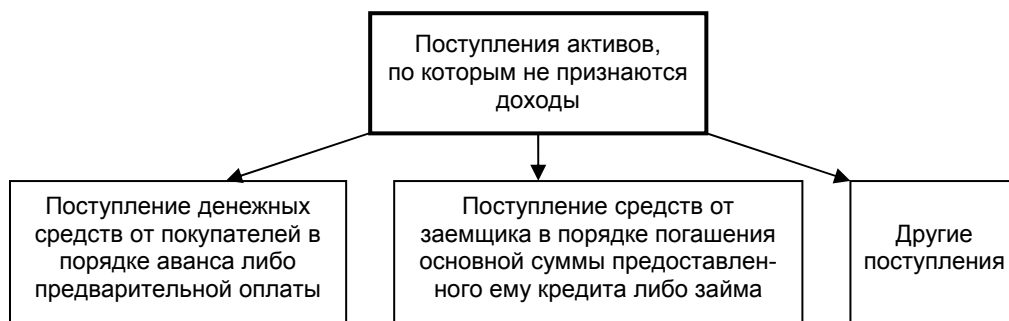 Поступления активов,
по которым не признаются
доходы
Поступление денежных
средств от покупателей в
порядке аванса либо
предварительной оплаты
Поступление средств от
заемщика в порядке погашения
основной суммы предоставлен-
ного ему кредита либо займа
Другие
поступления